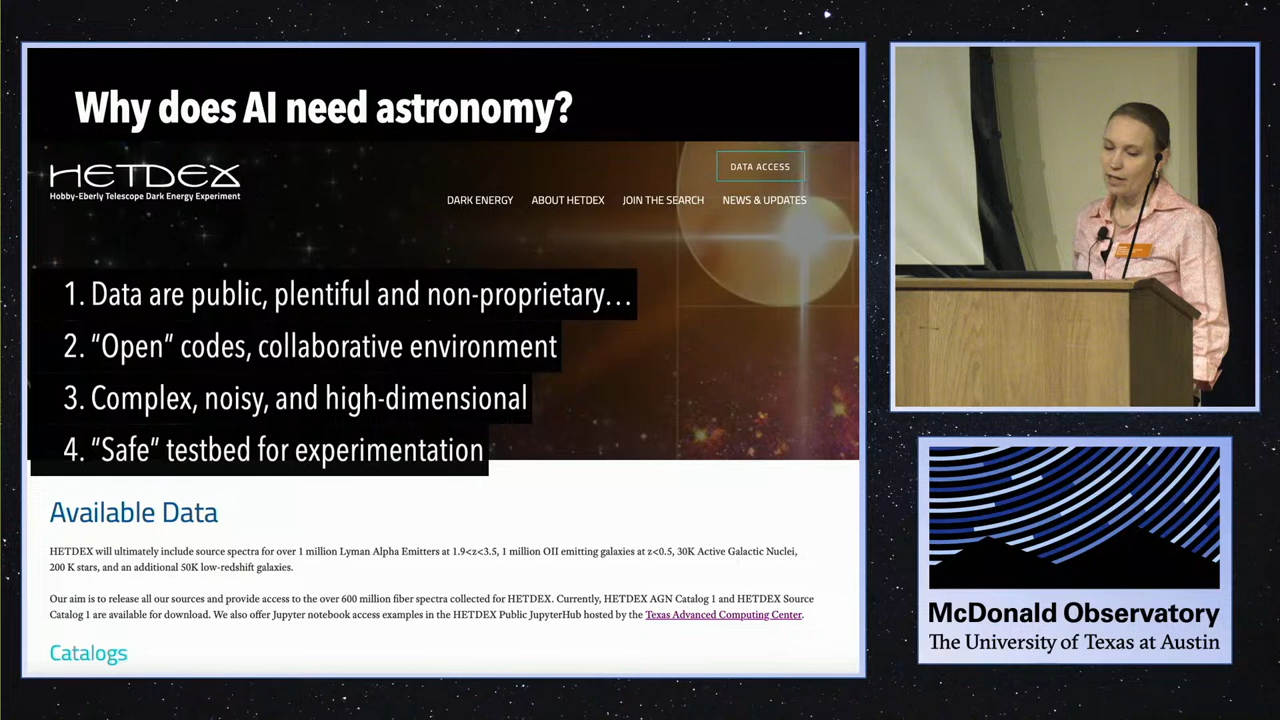 Why does AI need astronomy?
HETDEX
Hobby-Eberly Telescope Dark Energy Experiment
DATA ACCESS
DARK ENERGY ABOUT HETDEX JOIN THE SEARCH NEWS & UPDATES
1. Data are public, plentiful and non-proprietary…
2. “Open” codes, collaborative environment
3. Complex, noisy, and high-dimensional
4. “Safe” testbed for experimentation
Available Data
HETDEX will ultimately include source spectra for over 1 million Lyman Alpha Emitters at 1.9<z<3.5, 1 million OII emitting galaxies at z<0.5, 30K Active Galactic Nuclei,
200 K stars, and an additional 50K low-redshift galaxies.
Our aim is to release all our sources and provide access to the over 600 million fiber spectra collected for HETDEX. Currently, HETDEX AGN Catalog 1 and HETDEX Source
Catalog 1 are available for download. We also offer Jupyter notebook access examples in the HETDEX Public JupyterHub hosted by the Texas Advanced Computing Center.
Catalogs
McDonald Observatory
The University of Texas at Austin